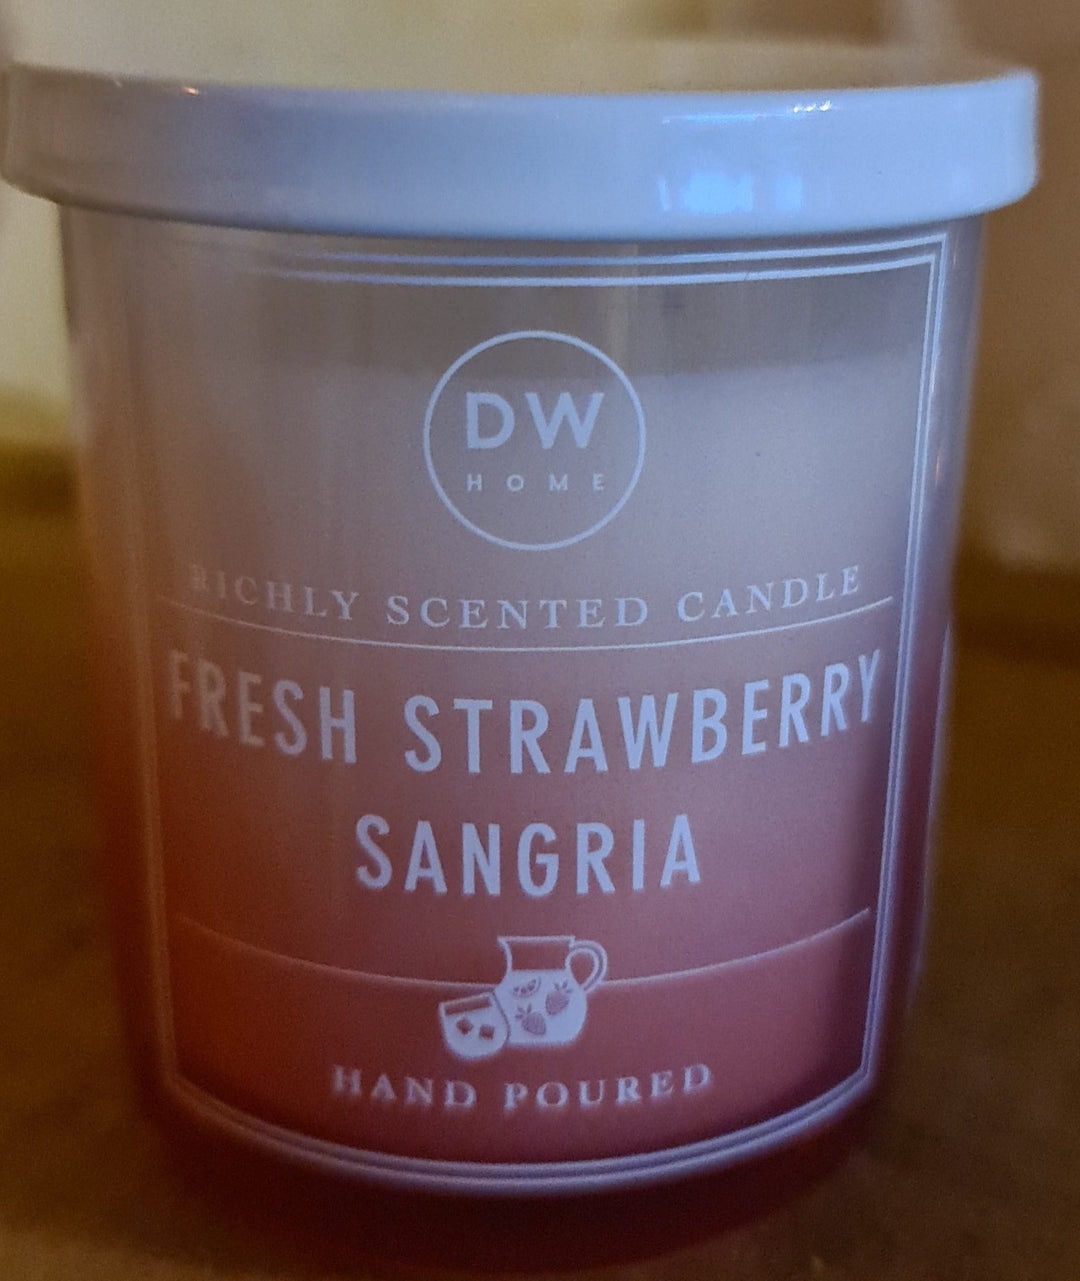 DW
HOME
RICHLY SCENTED CANDLE
FRESH STRAWBERRY
SANGRIA
HAND POURED